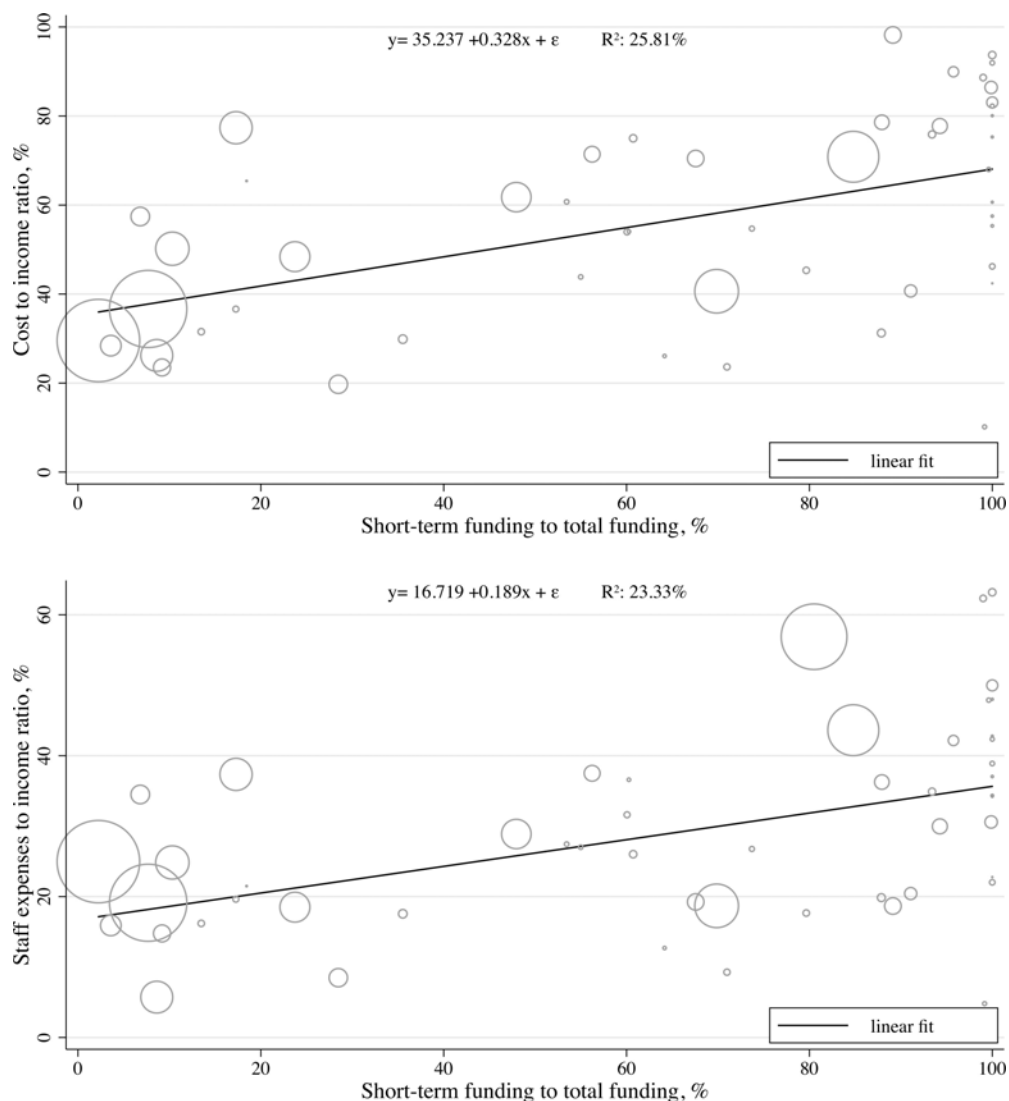 y= 35.237 +0.328x + ε R²: 25.81%
Cost to income ratio, %
100
80
60
40
20
0
linear fit
0 20 40 60 80 100
Short-term funding to total funding, %
y= 16.719 +0.189x + ε R²: 23.33%
Staff expenses to income ratio, %
60
40
20
0
linear fit
0 20 40 60 80 100
Short-term funding to total funding, %